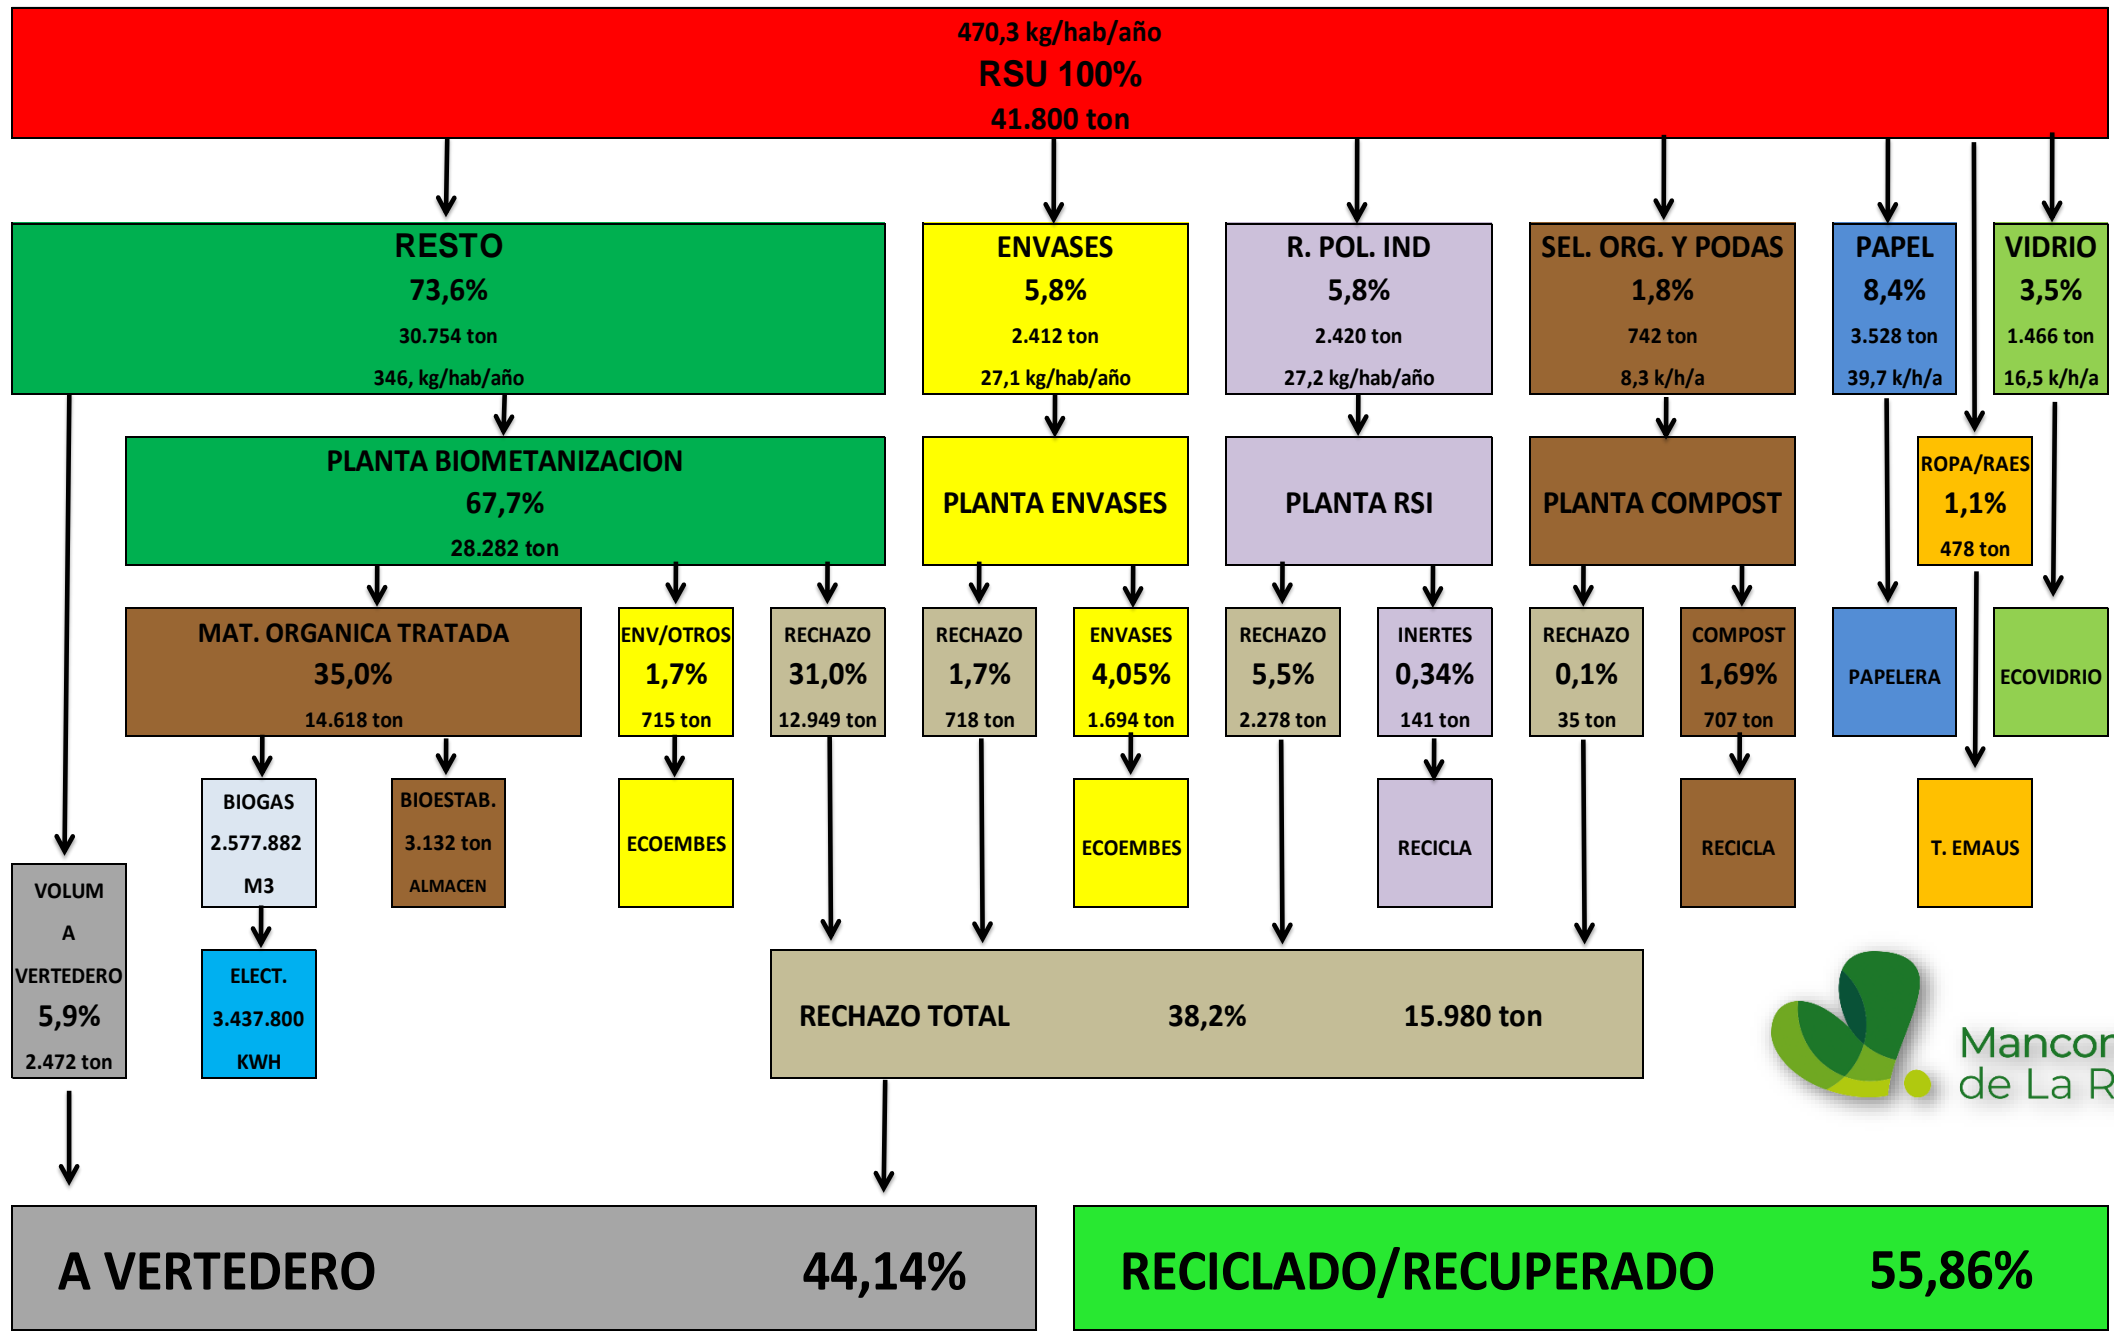 470,3 kg/hab/año
RSU 100%
41.800 ton
RESTO
73,6%
30.754 ton
346, kg/hab/año
ENVASES
5,8%
2.412 ton
27,1 kg/hab/año
R. POL. IND
5,8%
2.420 ton
27,2 kg/hab/año
SEL. ORG. Y PODAS
1,8%
742 ton
8,3 k/h/a
PAPEL
8,4%
3.528 ton
39,7 k/h/a
VIDRIO
3,5%
1.466 ton
16,5 k/h/a
PLANTA BIOMETANIZACION
67,7%
28.282 ton
PLANTA ENVASES
PLANTA RSI
PLANTA COMPOST
ROPA/RAES
1,1%
478 ton
MAT. ORGANICA TRATADA
35,0%
14.618 ton
ENV/OTROS
1,7%
715 ton
RECHAZO
31,0%
12.949 ton
RECHAZO
1,7%
718 ton
ENVASES
4,05%
1.694 ton
RECHAZO
5,5%
2.278 ton
INERTES
0,34%
141 ton
RECHAZO
0,1%
35 ton
COMPOST
1,69%
707 ton
PAPELERA
ECOVIDRIO
BIOGAS
2.577.882
M3
BIOESTAB.
3.132 ton
ALMACEN
ECOEMBES
ECOEMBES
RECICLA
RECICLA
T. EMAUS
VOLUM
A
VERTEDERO
5,9%
2.472 ton
ELECT.
3.437.800
KWH
RECHAZO TOTAL 38,2% 15.980 ton
Mancor
de La R
A VERTEDERO 44,14%
RECICLADO/RECUPERADO 55,86%